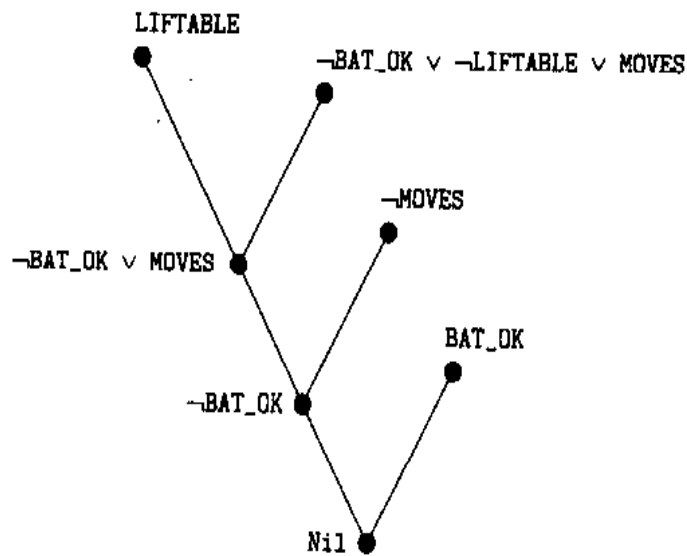 LIFTABLE
¬BAT_OK ∨ ¬LIFTABLE ∨ MOVES
¬MOVES
¬BAT_OK ∨ MOVES
BAT_OK
¬BAT_OK
Nil